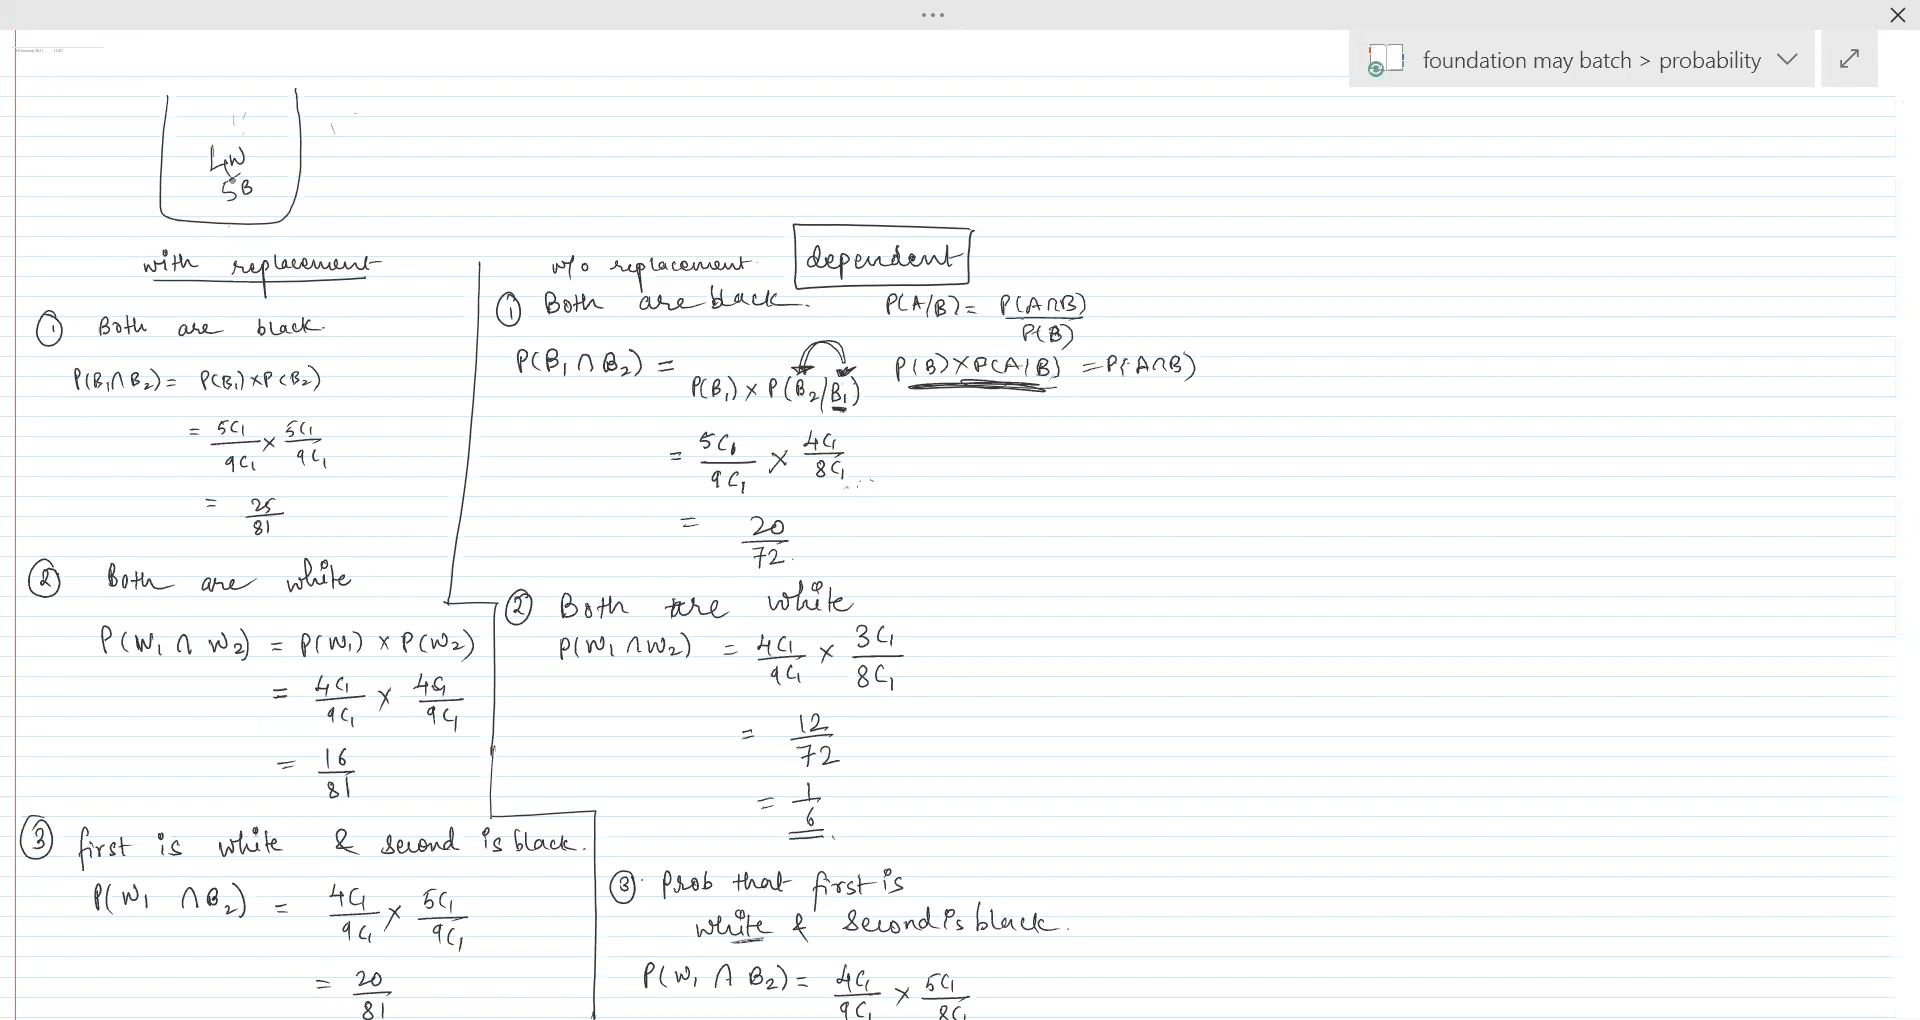 foundation may batch > probability
4W
5B
with replacement
① Both are black.
P(B₁∩B₂) = P(B₁) × P(B₂)
= 5C₁/9C₁ × 5C₁/9C₁
= 25/81
② Both are white
P(W₁ ∩ W₂) = P(W₁) × P(W₂)
= 4C₁/9C₁ × 4C₁/9C₁
= 16/81
③ first is white & second is black.
P(W₁ ∩ B₂) = 4C₁/9C₁ × 5C₁/9C₁
= 20/81
w/o replacement dependent
① Both are black. P(A/B) = P(A∩B)/P(B)
P(B₁ ∩ B₂) = P(B)×P(A/B) = P(A∩B)
P(B₁) × P(B₂/B₁)
= 5C₁/9C₁ × 4C₁/8C₁
= 20/72
② Both are white
P(W₁ ∩ W₂) = 4C₁/9C₁ × 3C₁/8C₁
= 12/72
= 1/6
③ Prob that first is
white & second is black.
P(W₁ ∩ B₂) = 4C₁/9C₁ × 5C₁/8C₁